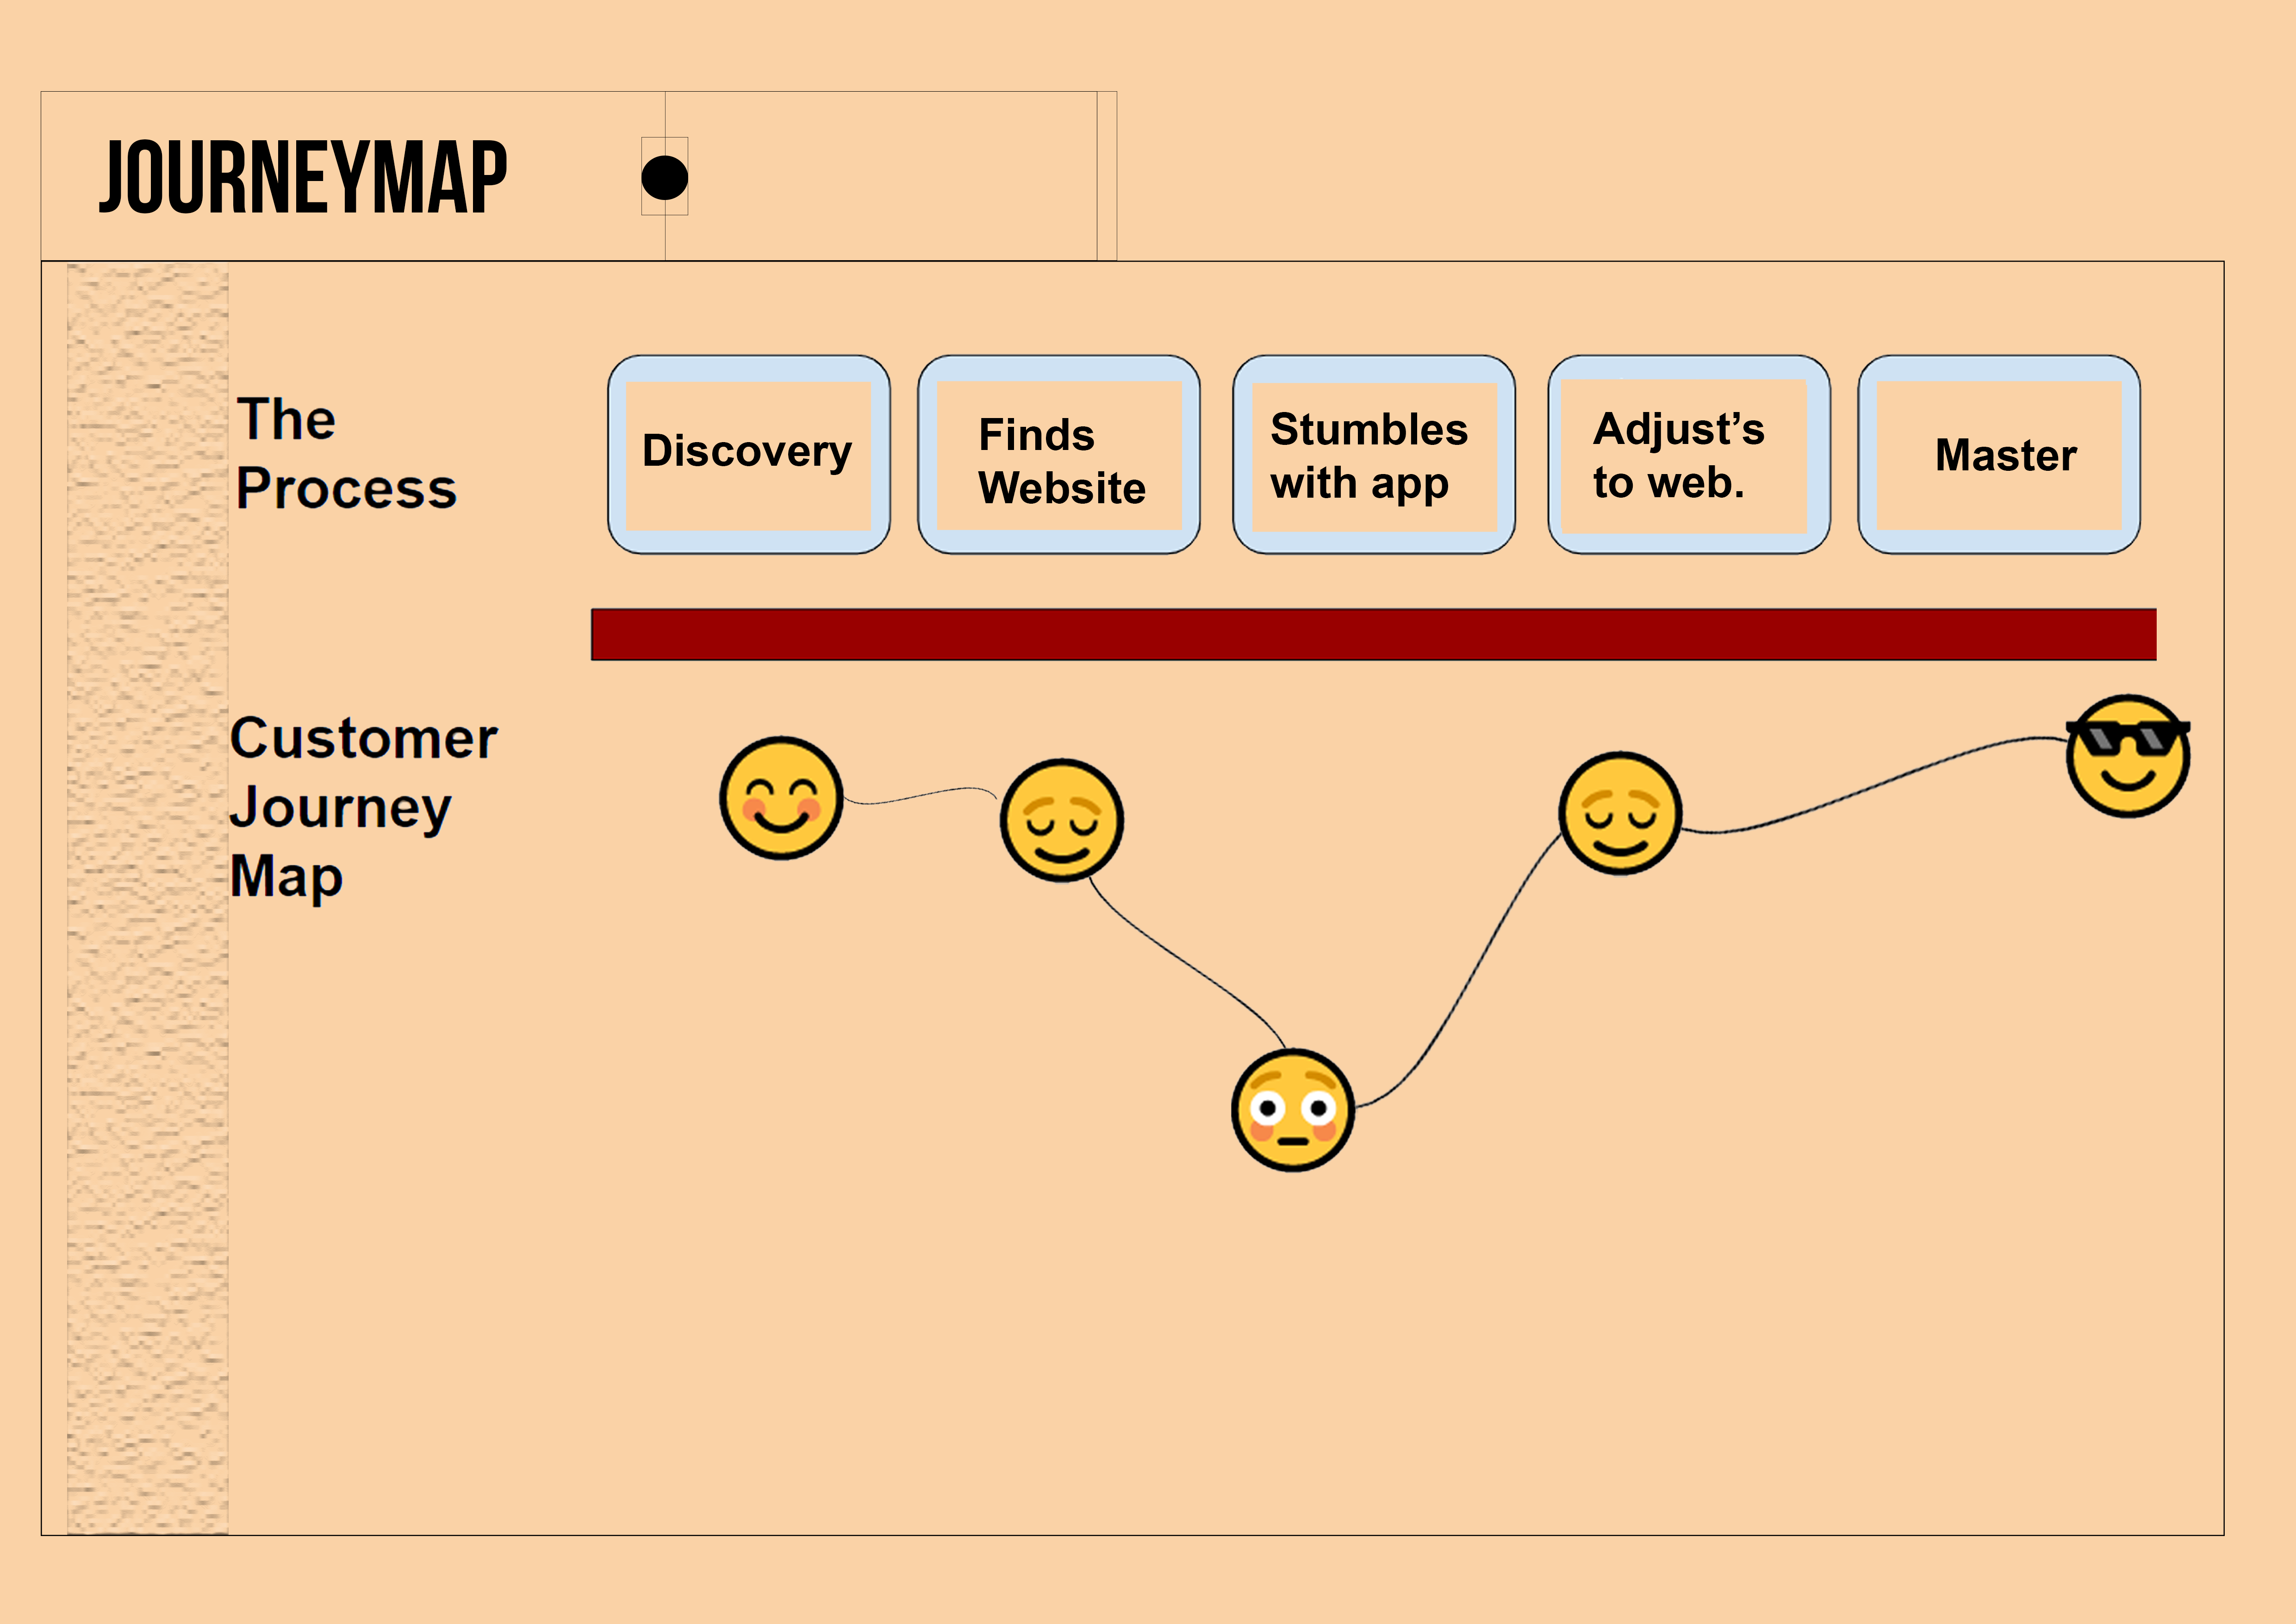 JOURNEYMAP
The
Process
Discovery
Finds
Website
Stumbles
with app
Adjust’s
to web.
Master
Customer
Journey
Map